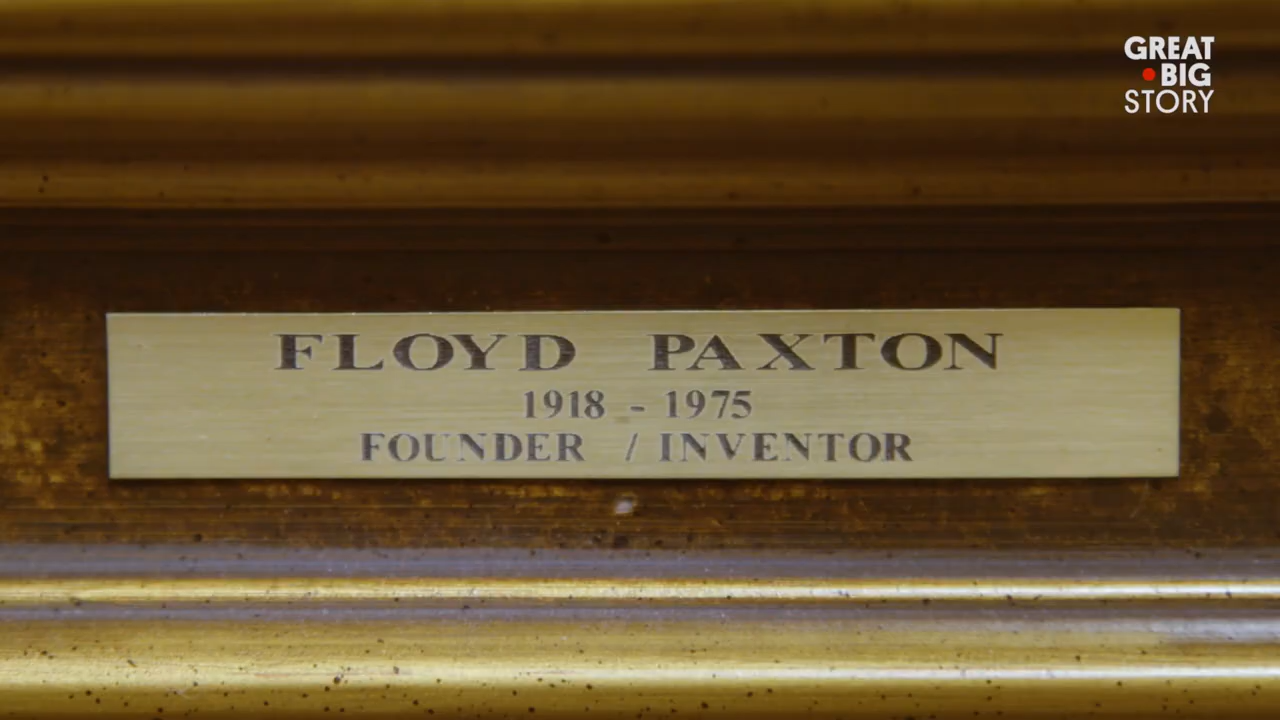 GREAT
BIG
STORY
FLOYD PAXTON
1918 - 1975
FOUNDER / INVENTOR